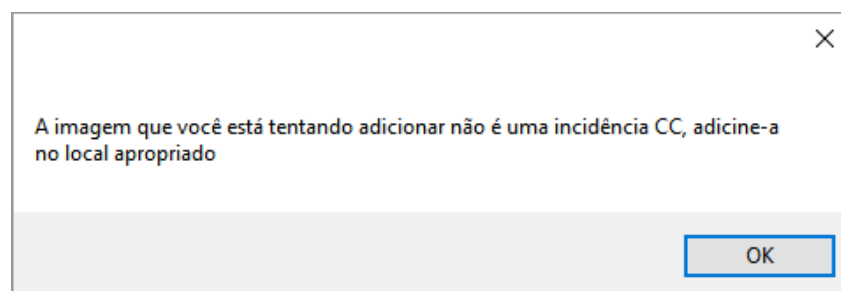 A imagem que você está tentando adicionar não é uma incidência CC, adicine-a
no local apropriado
OK